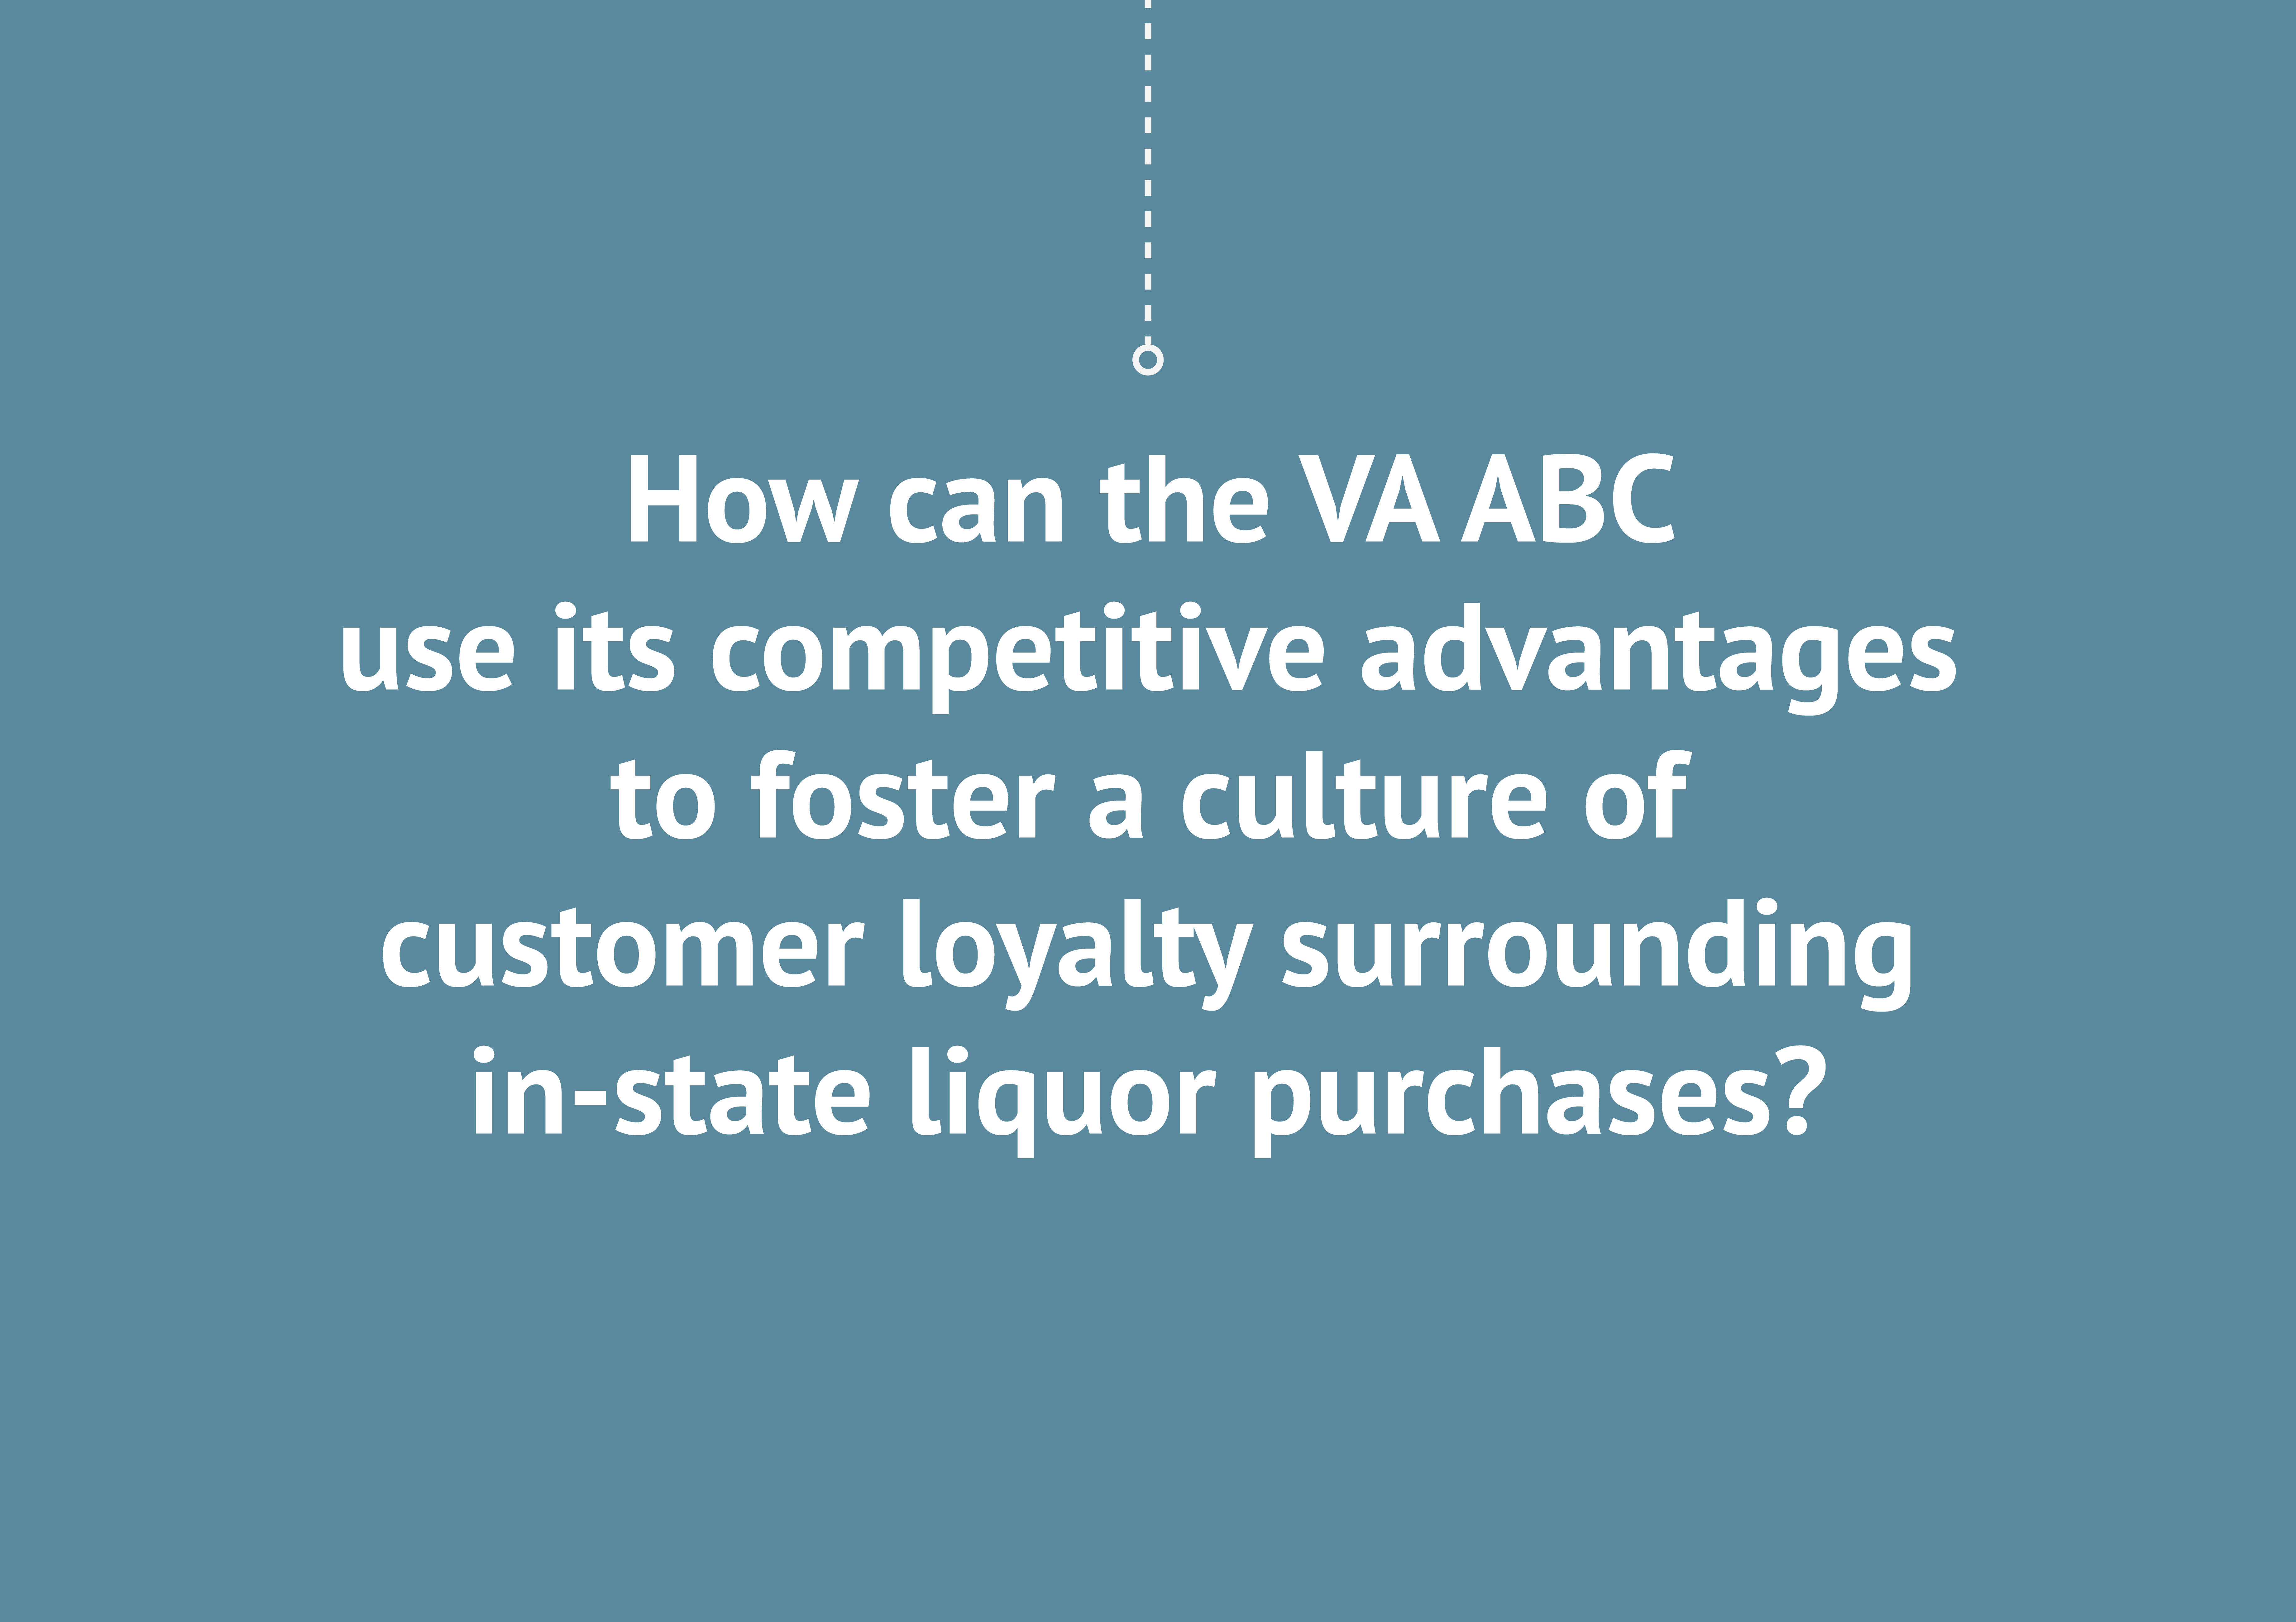 How can the VA ABC
use its competitive advantages
to foster a culture of
customer loyalty surrounding
in-state liquor purchases?